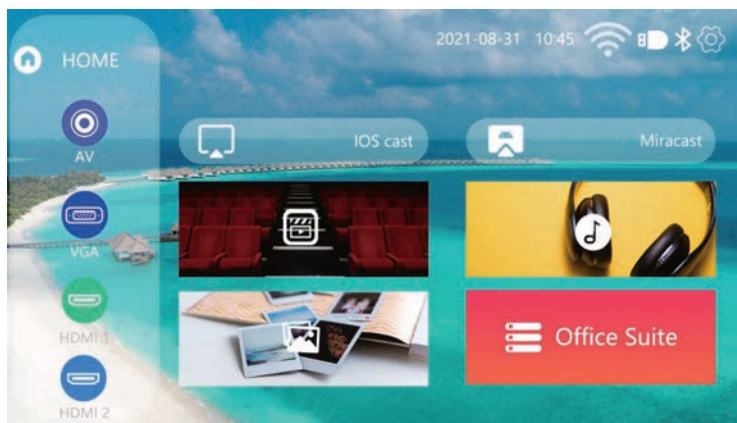 HOME
2021-08-31 10:45
AV
VGA
HDMI 1
HDMI 2
IOS cast
Miracast
Office Suite